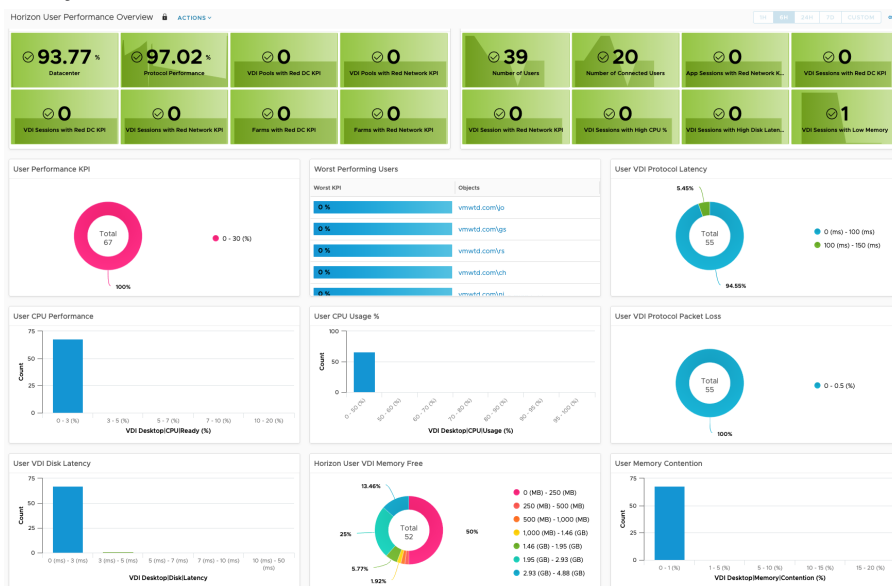 Horizon User Performance Overview ACTIONS
1H 6H 24H 7D CUSTOM
93.77 %
Datacenter
97.02 %
Protocol Performance
0
VDI Pools with Red DC KPI
0
VDI Pools with Red Network KPI
39
Number of Users
20
Number of Connected Users
0
App Sessions with Red Network K...
0
VDI Sessions with Red DC KPI
0
VDI Sessions with Red DC KPI
0
VDI Sessions with Red Network KPI
0
Farms with Red DC KPI
0
Farms with Red Network KPI
0
VDI Session with Red Network KPI
0
VDI Sessions with High CPU %
0
VDI Sessions with High Disk Laten...
1
VDI Sessions with Low Memory
User Performance KPI
Total
67
100%
0 - 30 (%)
Worst Performing Users
Worst KPI Objects
0 % vmwtd.com\jo
0 % vmwtd.com\gs
0 % vmwtd.com\rs
0 % vmwtd.com\ch
0 % vmwtd.com\ni
User VDI Protocol Latency
5.45%
Total
55
94.55%
0 (ms) - 100 (ms)
100 (ms) - 150 (ms)
User CPU Performance
75
50
25
0
Count
0 - 3 (%) 3 - 5 (%) 5 - 7 (%) 7 - 10 (%) 10 - 20 (%)
VDI Desktop|CPU|Ready (%)
User CPU Usage %
100
50
0
Count
0 - 50 (%) 50 - 60 (%) 60 - 70 (%) 70 - 80 (%) 80 - 90 (%) 90 - 95 (%) 95 - 100 (%)
VDI Desktop|CPU|Usage (%)
User VDI Protocol Packet Loss
Total
55
100%
0 - 0.5 (%)
User VDI Disk Latency
75
50
25
0
Count
0 (ms) - 3 (ms) 3 (ms) - 5 (ms) 5 (ms) - 7 (ms) 7 (ms) - 10 (ms) 10 (ms) - 50 (ms)
VDI Desktop|Disk|Latency
Horizon User VDI Memory Free
13.46%
25%
5.77%
1.92%
50%
Total
52
0 (MB) - 250 (MB)
250 (MB) - 500 (MB)
500 (MB) - 1,000 (MB)
1,000 (MB) - 1.46 (GB)
1.46 (GB) - 1.95 (GB)
1.95 (GB) - 2.93 (GB)
2.93 (GB) - 4.88 (GB)
User Memory Contention
75
50
25
0
Count
0 - 1 (%) 1 - 5 (%) 5 - 10 (%) 10 - 15 (%) 15 - 20 (%)
VDI Desktop|Memory|Contention (%)